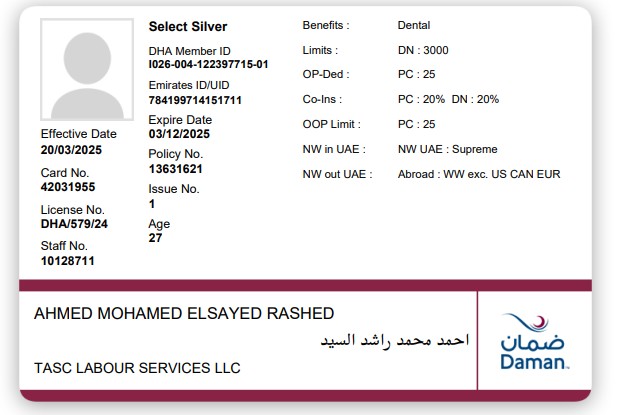 Select Silver
DHA Member ID
I026-004-122397715-01
Emirates ID/UID
784199714151711
Expire Date
03/12/2025
Policy No.
13631621
Issue No.
1
Age
27
Effective Date
20/03/2025
Card No.
42031955
License No.
DHA/579/24
Staff No.
10128711
Benefits : Dental
Limits : DN : 3000
OP-Ded : PC : 25
Co-Ins : PC : 20% DN : 20%
OOP Limit : PC : 25
NW in UAE : NW UAE : Supreme
NW out UAE : Abroad : WW exc. US CAN EUR
AHMED MOHAMED ELSAYED RASHED
احمد محمد راشد السيد
TASC LABOUR SERVICES LLC
ضمان
Daman